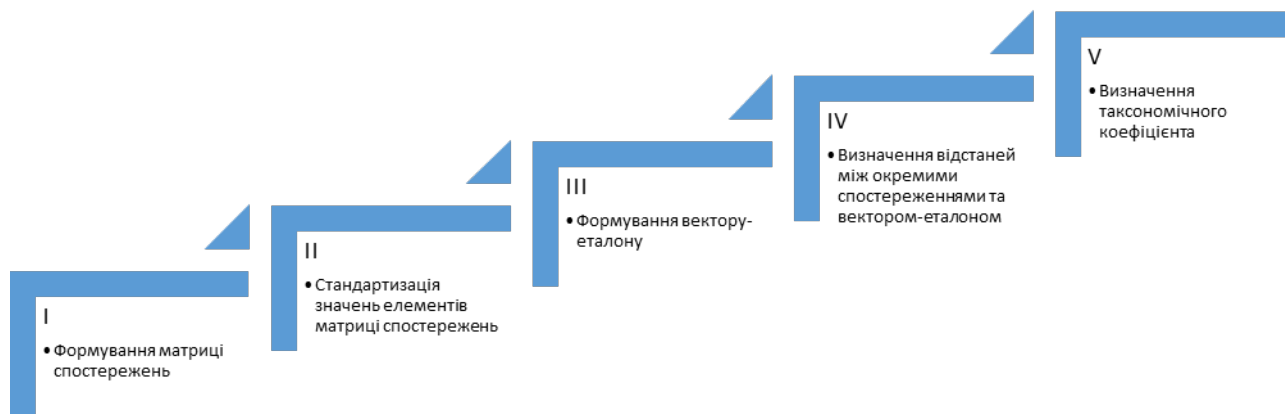 I
• Формування матриці
спостережень
II
• Стандартизація
значень елементів
матриці спостережень
III
• Формування вектору-
еталону
IV
• Визначення відстаней
між окремими
спостереженнями та
вектором-еталоном
V
• Визначення
таксономічного
коефіцієнта